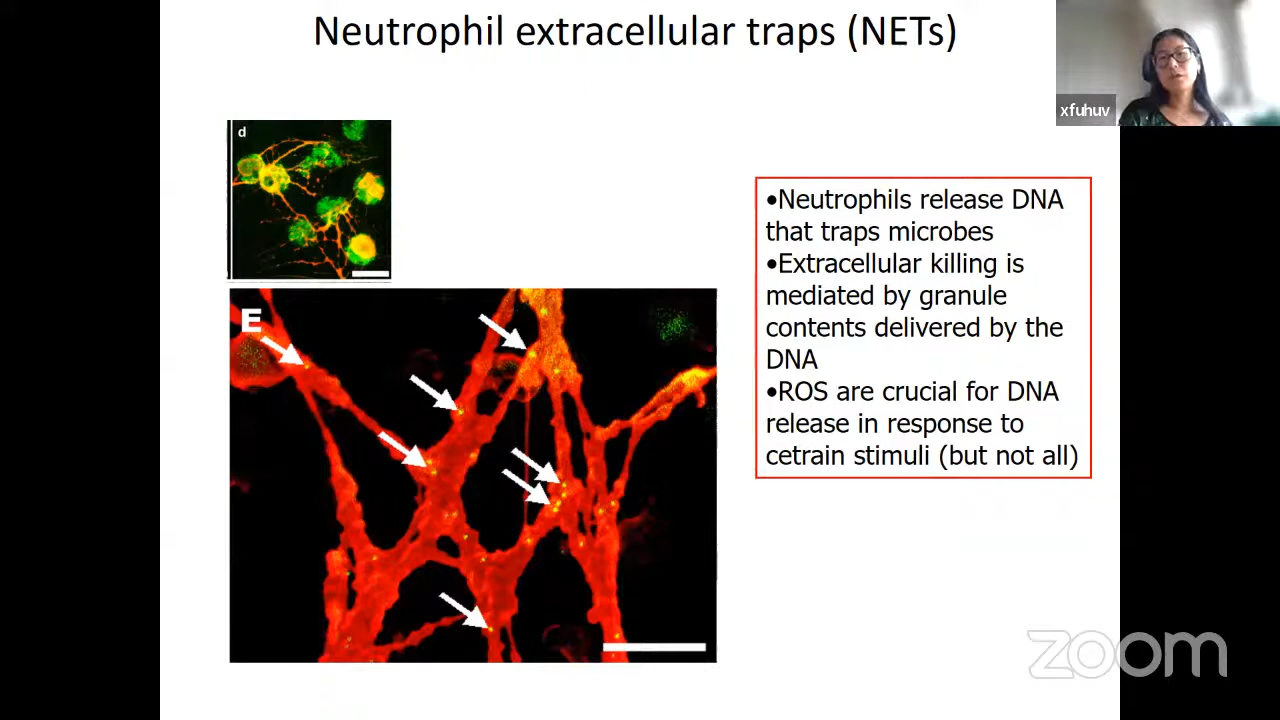 Neutrophil extracellular traps (NETs)
xfuhuv
d
E
•Neutrophils release DNA
that traps microbes
•Extracellular killing is
mediated by granule
contents delivered by the
DNA
•ROS are crucial for DNA
release in response to
cetrain stimuli (but not all)
zoom